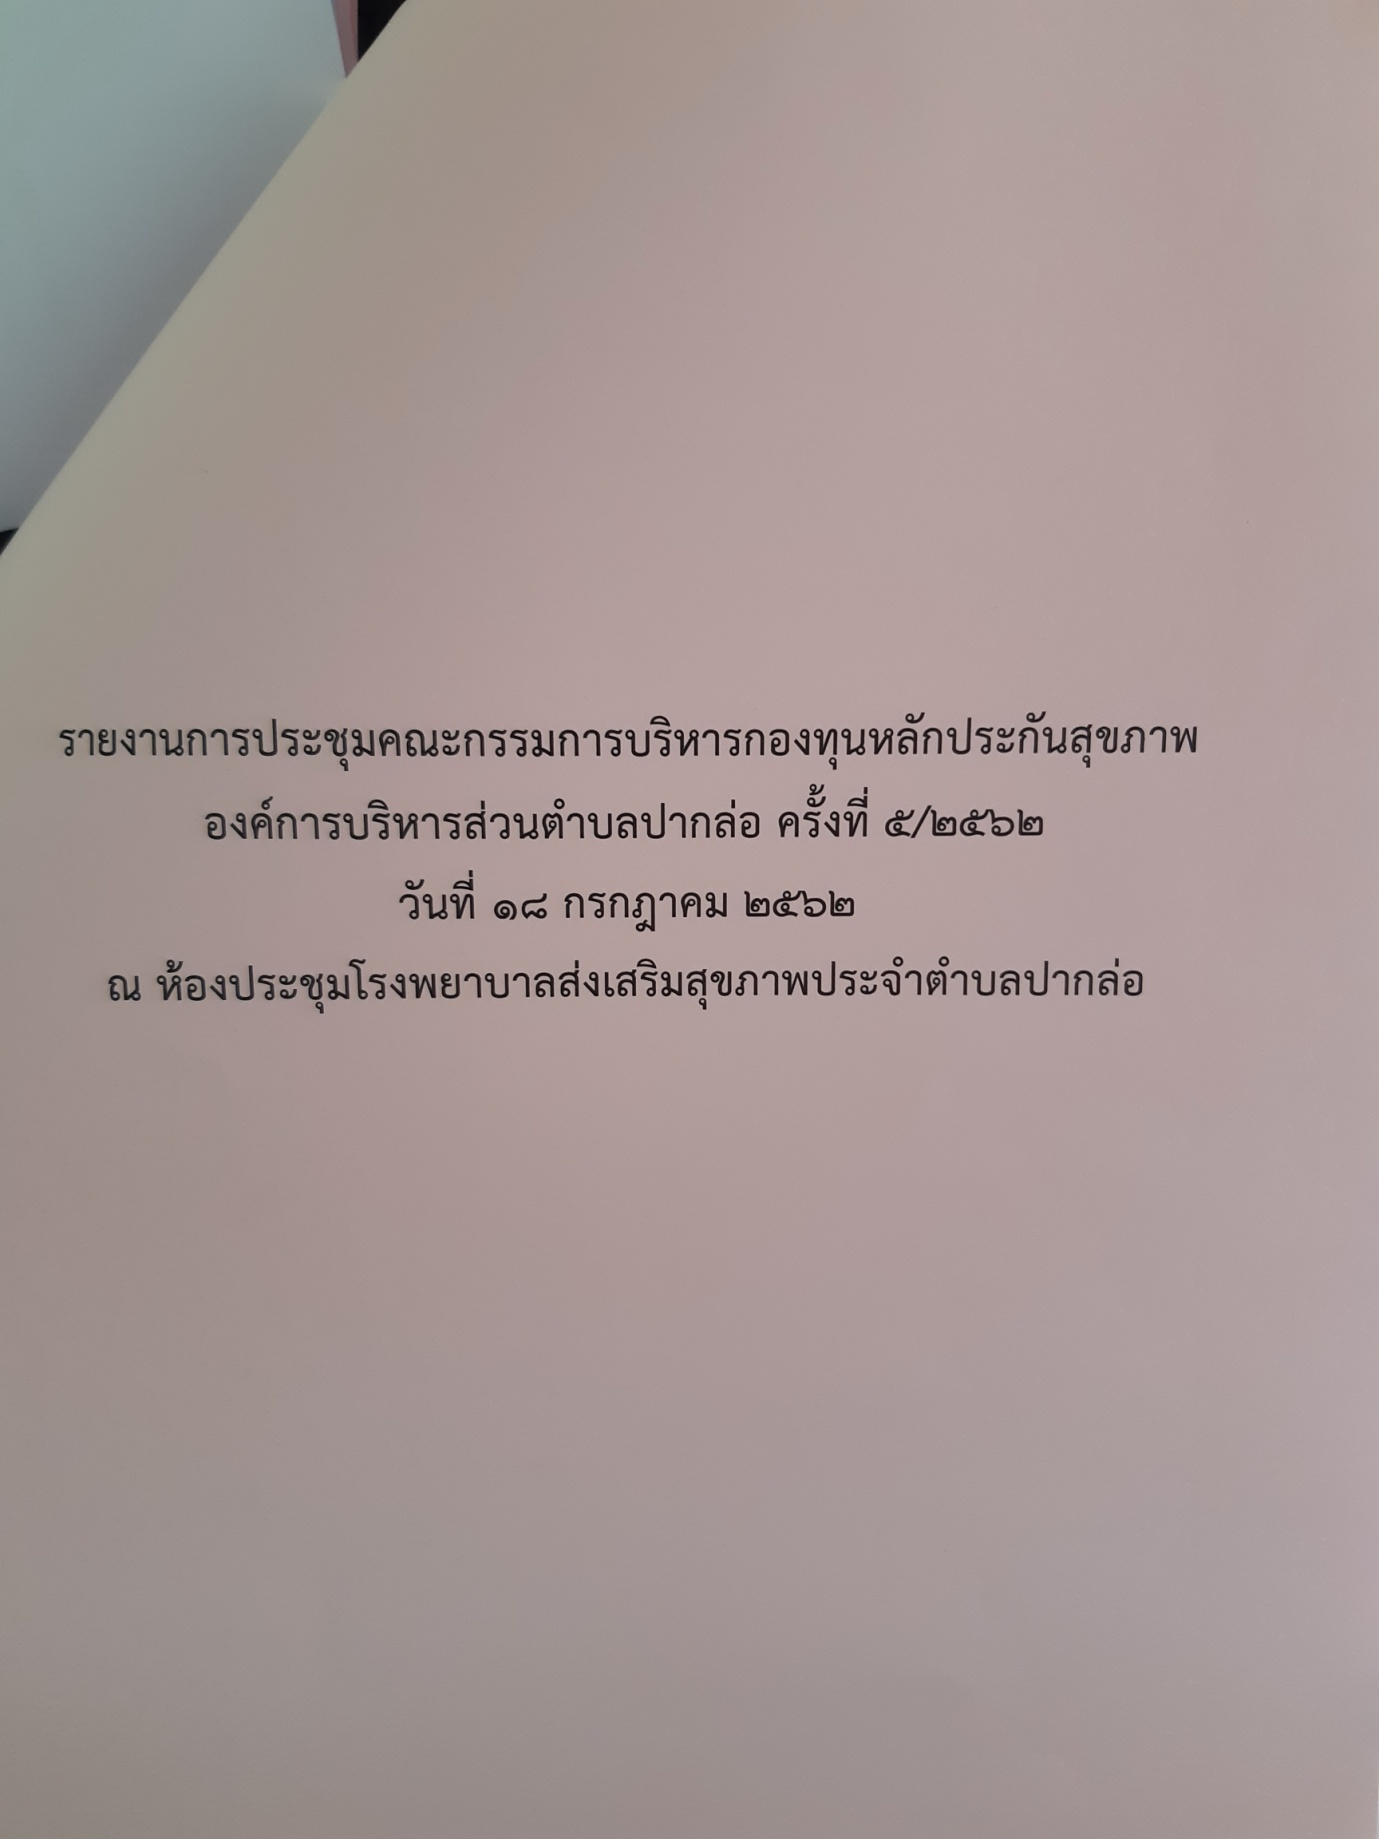 รายงานการประชุมคณะกรรมการบริหารกองทุนหลักประกันสุขภาพ
องค์การบริหารส่วนตำบลปากล่อ ครั้งที่ ๕/๒๕๖๒
วันที่ ๑๘ กรกฎาคม ๒๕๖๒
ณ ห้องประชุมโรงพยาบาลส่งเสริมสุขภาพประจำตำบลปากล่อ